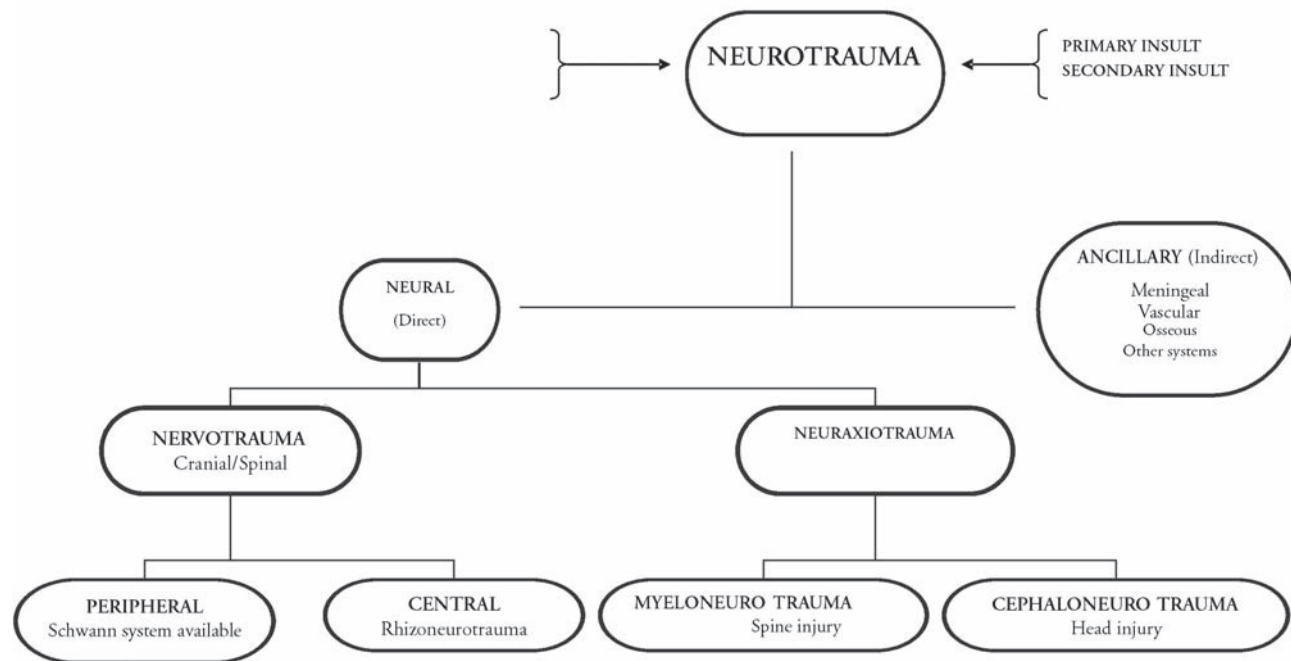 NEUROTRAUMA
PRIMARY INSULT
SECONDARY INSULT
NEURAL
(Direct)
ANCILLARY (Indirect)
Meningeal
Vascular
Osseous
Other systems
NERVOTRAUMA
Cranial/Spinal
NEURAXIOTRAUMA
PERIPHERAL
Schwann system available
CENTRAL
Rhizoneurotrauma
MYELONEURO TRAUMA
Spine injury
CEPHALONEURO TRAUMA
Head injury